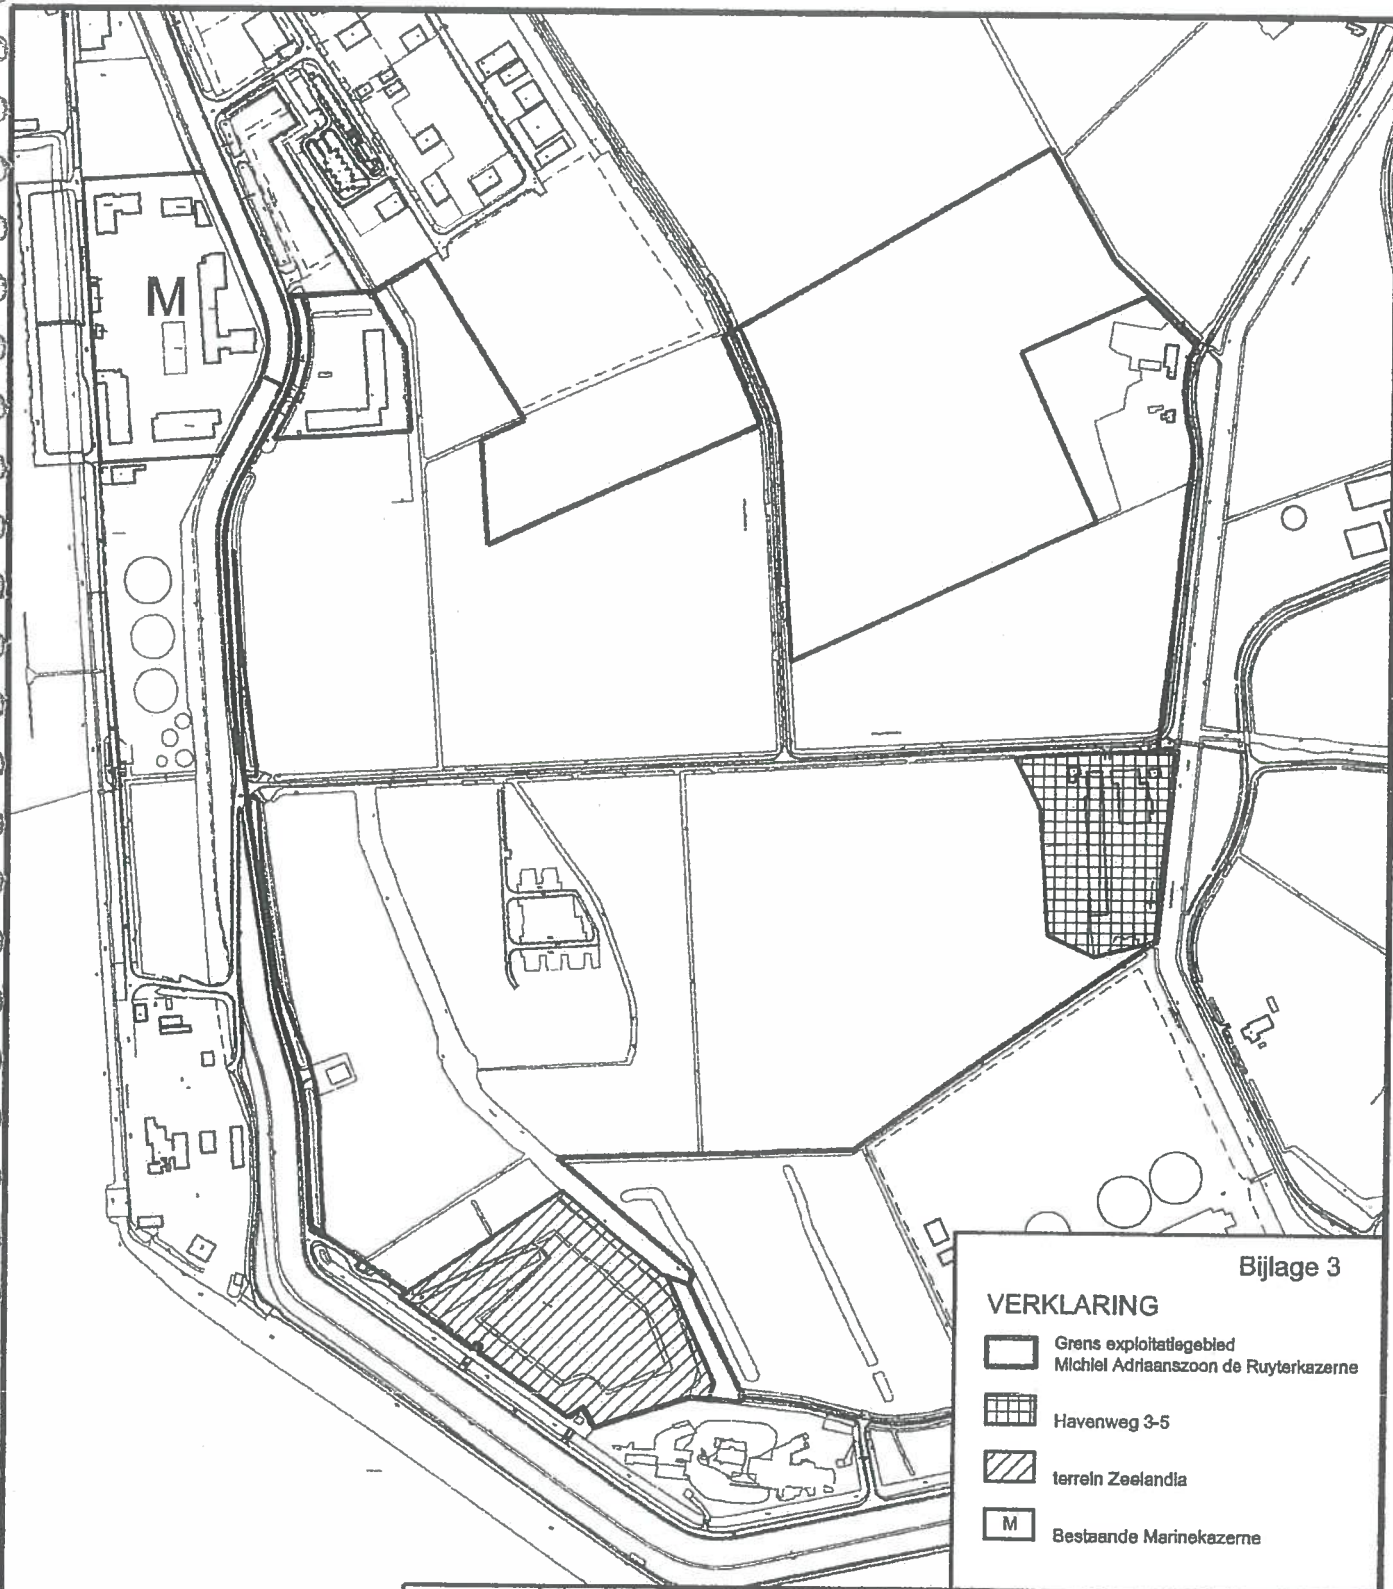 M
Bijlage 3
VERKLARING
Grens exploitatiegebied
Michiel Adriaanszoon de Ruyterkazerne
Havenweg 3-5
terrein Zeelandia
M
Bestaande Marinekazerne